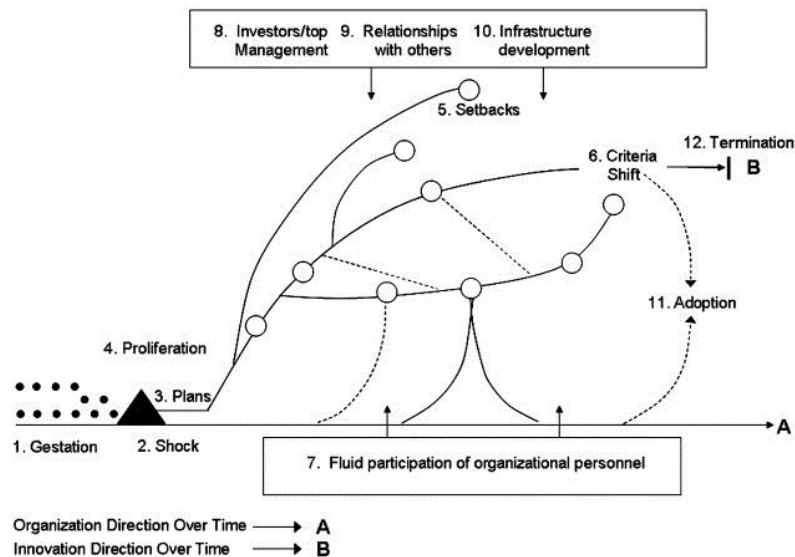 8. Investors/top 9. Relationships 10. Infrastructure
Management with others development
5. Setbacks
12. Termination
6. Criteria
Shift
B
11. Adoption
4. Proliferation
3. Plans
A
1. Gestation 2. Shock
7. Fluid participation of organizational personnel
Organization Direction Over Time A
Innovation Direction Over Time B